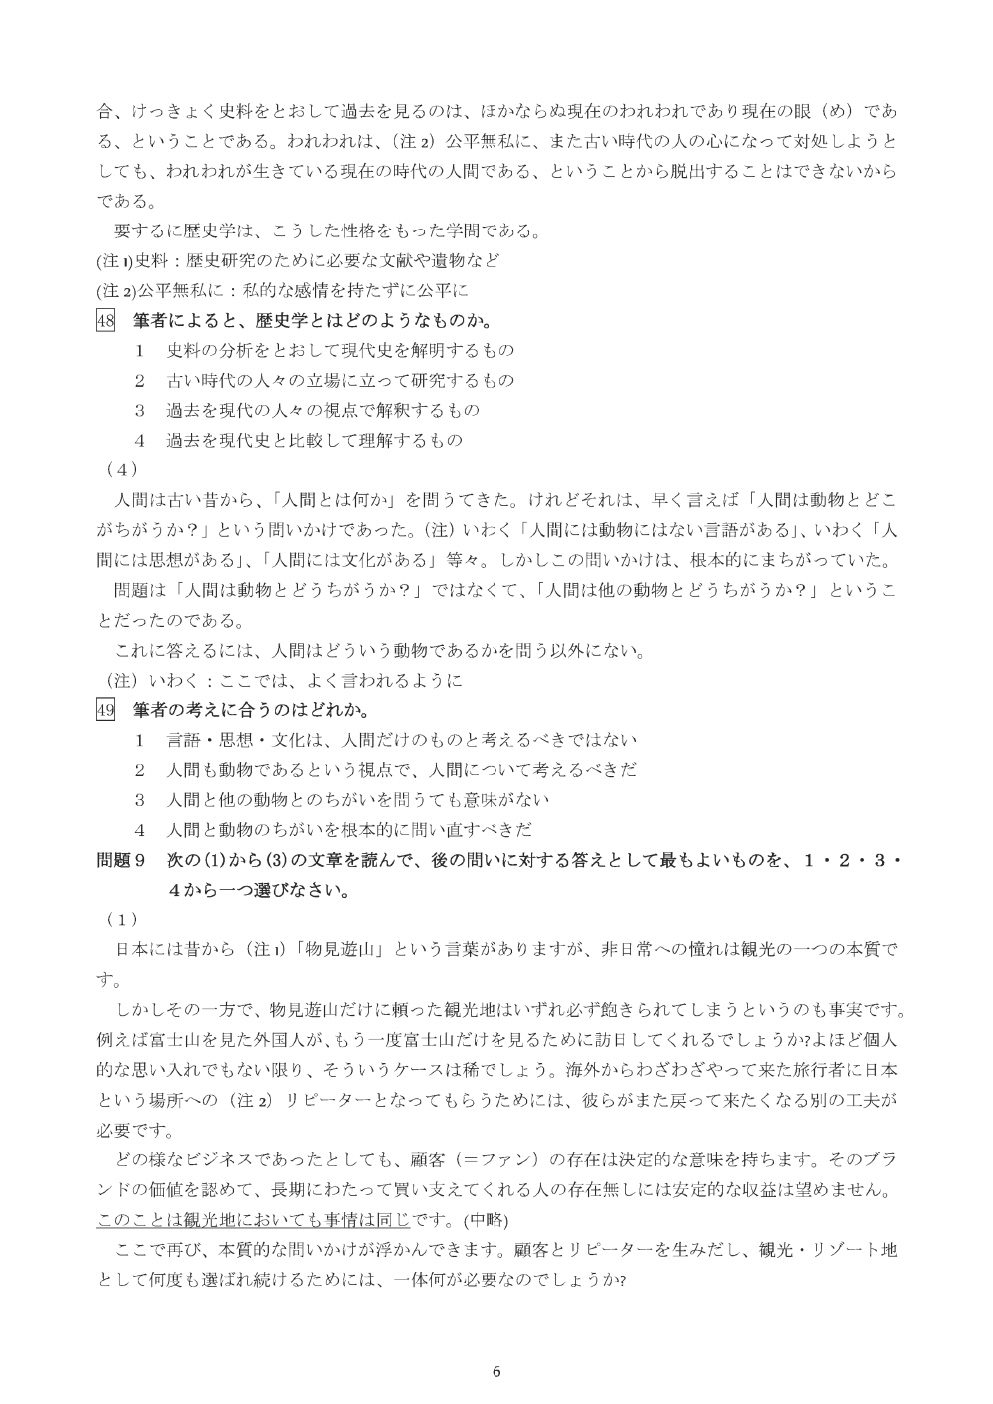 合、けっきょく史料をとおして過去を見るのは、ほかならぬ現在のわれわれであり現在の眼（め）であ
る、ということである。われわれは、（注 2）公平無私に、また古い時代の人の心になって対処しようと
しても、われわれが生きている現在の時代の人間である、ということから脱出することはできないから
である。
要するに歴史学は、こうした性格をもった学問である。
(注 1)史料：歴史研究のために必要な文献や遺物など
(注 2)公平無私に：私的な感情を持たずに公平に
48 筆者によると、歴史学とはどのようなものか。
1 史料の分析をとおして現代史を解明するもの
2 古い時代の人々の立場に立って研究するもの
3 過去を現代の人々の視点で解釈するもの
4 過去を現代史と比較して理解するもの
（4）
人間は古い昔から、「人間とは何か」を問うてきた。けれどそれは、早く言えば「人間は動物とどこ
がちがうか？」という問いかけであった。（注）いわく「人間には動物にはない言語がある」、いわく「人
間には思想がある」、「人間には文化がある」等々。しかしこの問いかけは、根本的にまちがっていた。
問題は「人間は動物とどうちがうか？」ではなくて、「人間は他の動物とどうちがうか？」というこ
とだったのである。
これに答えるには、人間はどういう動物であるかを問う以外にない。
（注）いわく：ここでは、よく言われるように
49 筆者の考えに合うのはどれか。
1 言語・思想・文化は、人間だけのものと考えるべきではない
2 人間も動物であるという視点で、人間について考えるべきだ
3 人間と他の動物とのちがいを問うても意味がない
4 人間と動物のちがいを根本的に問い直すべきだ
問題９ 次の(1)から(3)の文章を読んで、後の問いに対する答えとして最もよいものを、１・２・３・
４から一つ選びなさい。
（1）
日本には昔から（注 1）「物見遊山」という言葉がありますが、非日常への憧れは観光の一つの本質で
す。
しかしその一方で、物見遊山だけに頼った観光地はいずれ必ず飽きられてしまうというのも事実です。
例えば富士山を見た外国人が、もう一度富士山だけを見るために訪日してくれるでしょうか?よほど個人
的な思い入れでもない限り、そういうケースは稀でしょう。海外からわざわざやって来た旅行者に日本
という場所への（注 2）リピーターとなってもらうためには、彼らがまた戻って来たくなる別の工夫が
必要です。
どの様なビジネスであったとしても、顧客（＝ファン）の存在は決定的な意味を持ちます。そのブラ
ンドの価値を認めて、長期にわたって買い支えてくれる人の存在無しには安定的な収益は望めません。
このことは観光地においても事情は同じです。(中略)
ここで再び、本質的な問いかけが浮かんできます。顧客とリピーターを生みだし、観光・リゾート地
として何度も選ばれ続けるためには、一体何が必要なのでしょうか?
6